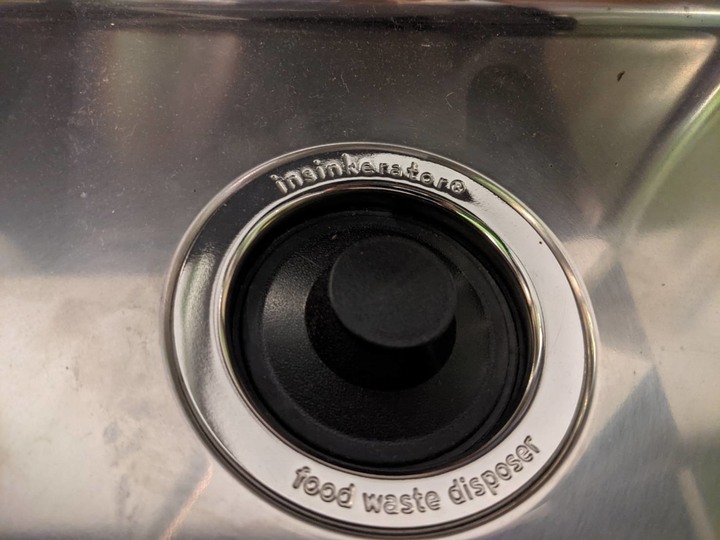 insinkerator®
food waste disposer